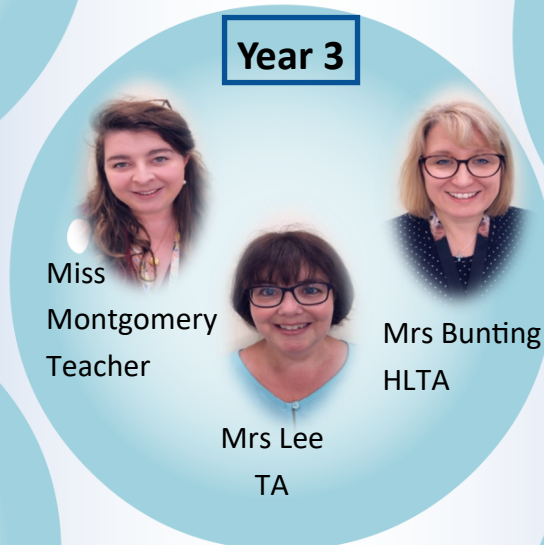 Year 3
Miss
Montgomery
Teacher
Mrs Bunting
HLTA
Mrs Lee
TA